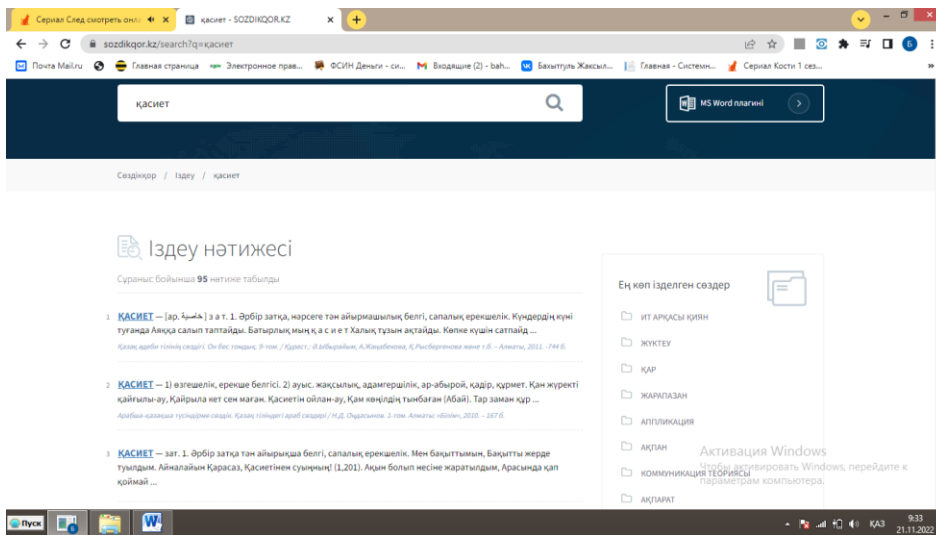 Сериал След смотреть онл
қасиет - SOZDIKQOR.KZ
sozdikqor.kz/search?q=қасиет
Почта Mail.ru
Главная страница
Электронное прав...
ФСИН Деньги - си...
Входящие (2) - bah...
Бахытгуль Жаксыл...
Главная - Системн...
Сериал Кости 1 сез...
қасиет
MS Word плагині
Сөздікқор / Іздеу / қасиет
Іздеу нәтижесі
Сұраныс бойынша 95 нәтиже табылды
1 ҚАСИЕТ — [ар. خاصية] з а т. 1. Әрбір затқа, нәрсеге тән айырмашылық белгі, сапалық ерекшелік. Күндердің күні
туғанда Аяққа салып таптайды. Батырлық мың қ а с и е т Халық тұзын ақтайды. Көпке күшін сатпайд ...
Қазақ әдеби тілінің сөздігі. Он бес томдық. 9-том. / Құраст.: Ә.Ыбырайым, А.Жаңабекова, Қ.Рысбергенова және т.б. – Алматы, 2011. -744 б.
2 ҚАСИЕТ — 1) өзгешелік, ерекше белгісі. 2) ауыс. жақсылық, адамгершілік, ар-абырой, қадір, құрмет. Қан жүректі
қайғылы-ау, Қайрыла кет сен маған. Қасиетін ойлан-ау, Қам көңілді тынбаған (Абай). Тар заман құр ...
Арабша-қазақша түсіндірме сөздік. Қазақ тіліндегі араб сөздері / Н.Д. Оңдасынов. 1-том. Алматы: «Білім», 2010. – 167 б.
3 ҚАСИЕТ — зат. 1. Әрбір затқа тән айырықша белгі, сапалық ерекшелік. Мен бақыттымын, Бақытты жерде
туылдым. Айналайын Қарасаз, Қасиетінен суынның! (1,201). Ақын болып несіне жаратылдым, Арасында қап
қоймай ...
Ең көп ізделген сөздер
ИТ АРҚАСЫ ҚИЯН
ЖҮКТЕУ
ҚАР
ЖАРАПАЗАН
АППЛИКАЦИЯ
АҚПАН
КОММУНИКАЦИЯ ТЕОРИЯСЫ
АҚПАРАТ
Активация Windows
Чтобы активировать Windows, перейдите к
параметрам компьютера.
Пуск
ҚАЗ
9:33
21.11.2022